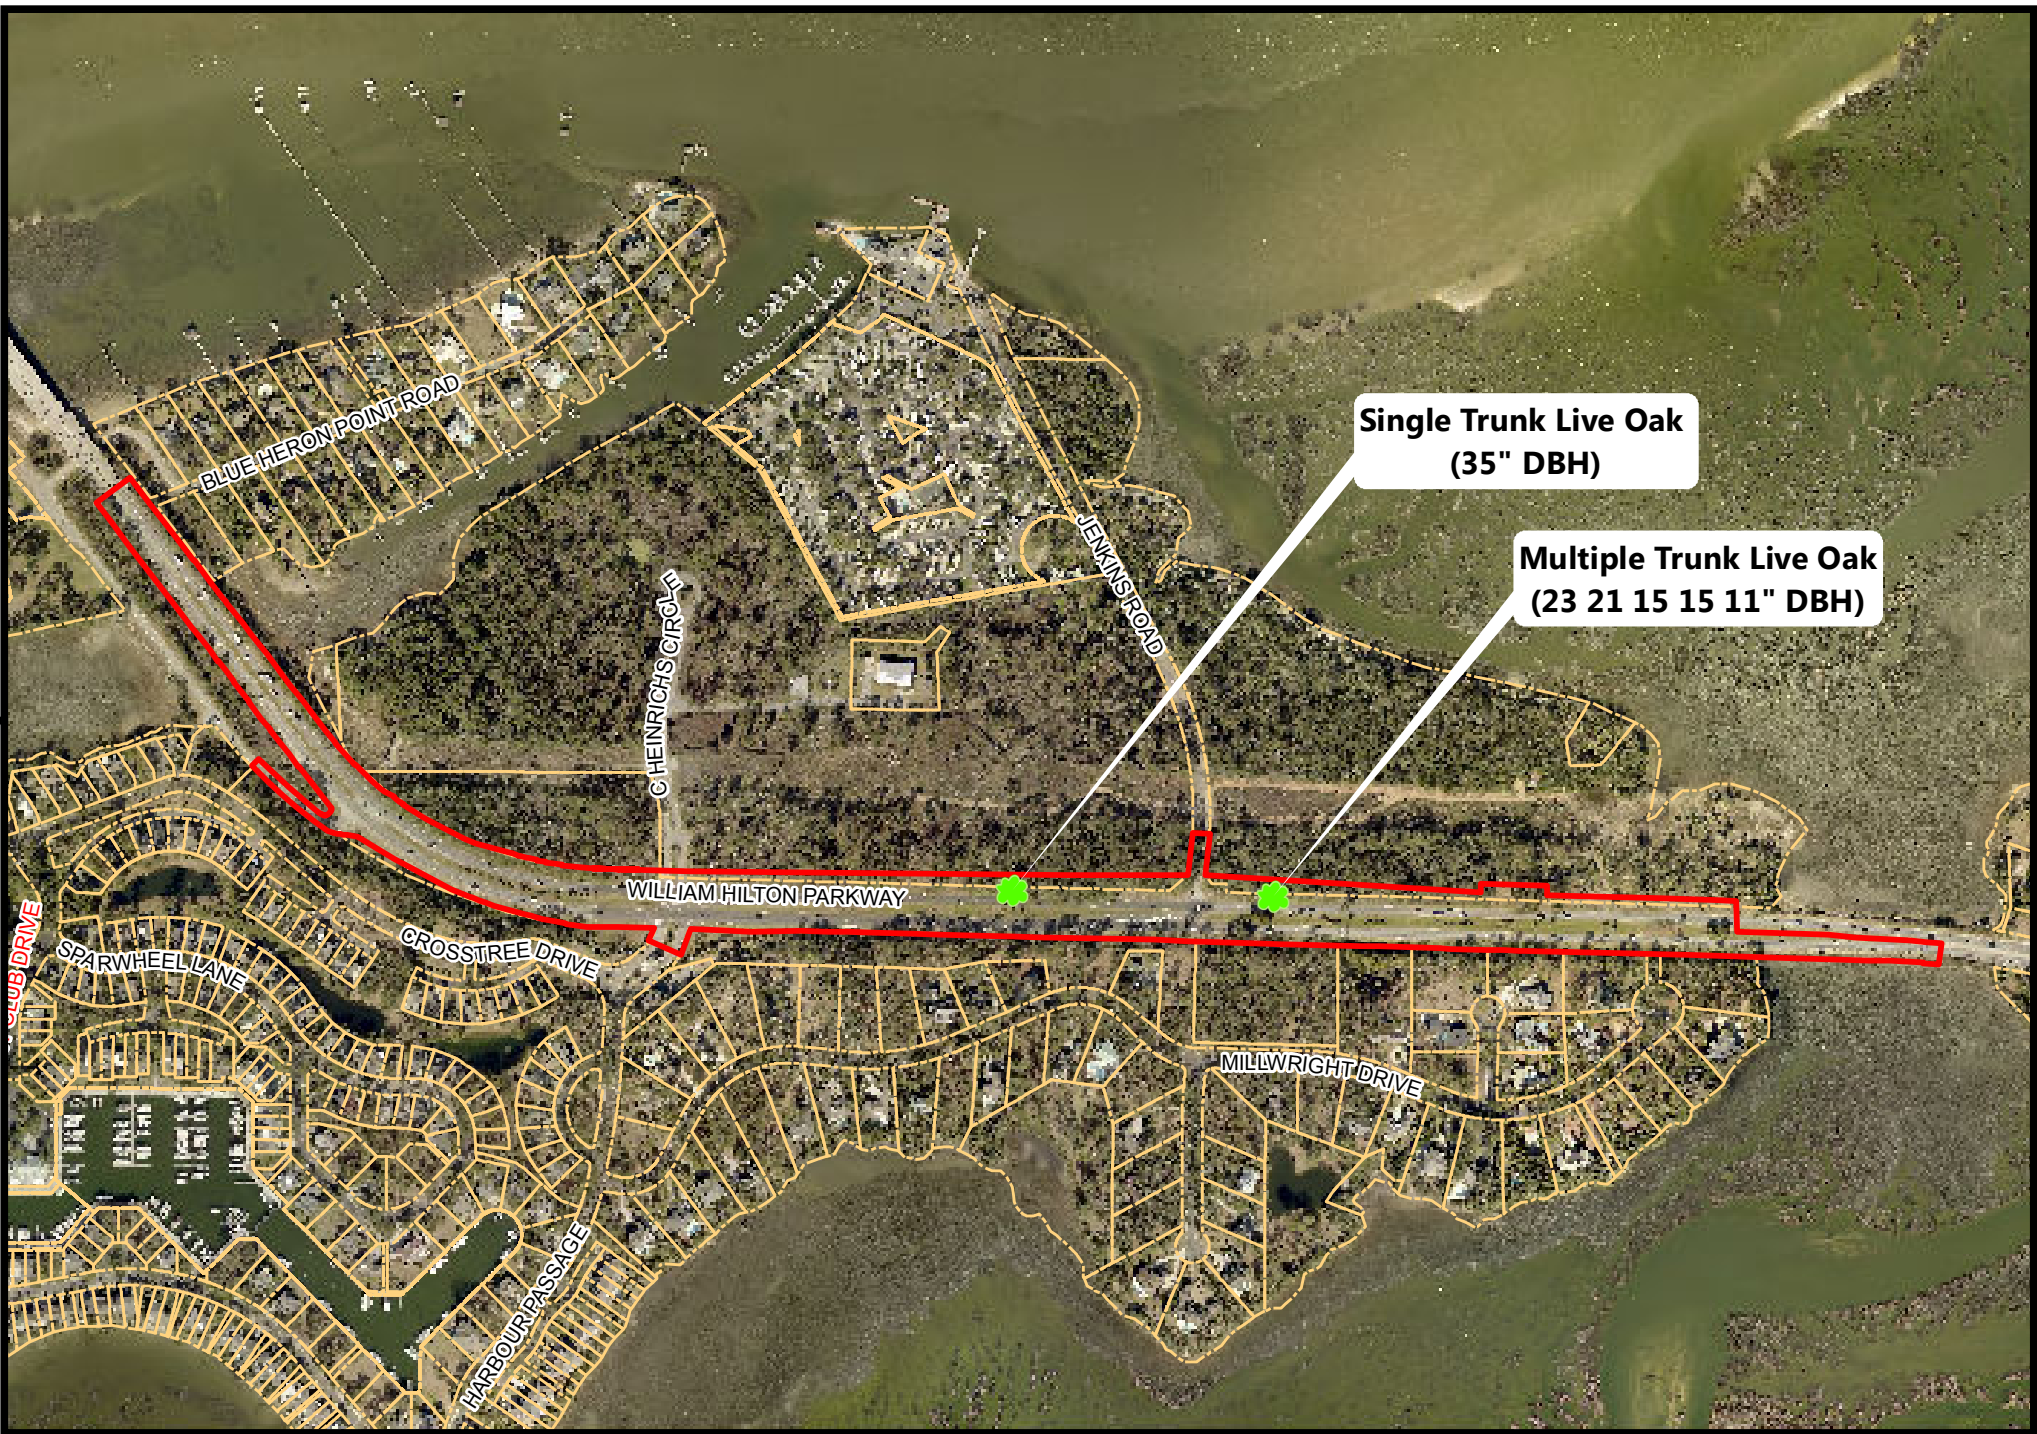 Single Trunk Live Oak
(35" DBH)
Multiple Trunk Live Oak
(23 21 15 15 11" DBH)
BLUE HERON POINT ROAD
JENKINS ROAD
C HEINRICHS CIRCLE
WILLIAM HILTON PARKWAY
CROSSTREE DRIVE
SPARWHEEL LANE
CLUB DRIVE
MILLWRIGHT DRIVE
HARBOUR PASSAGE